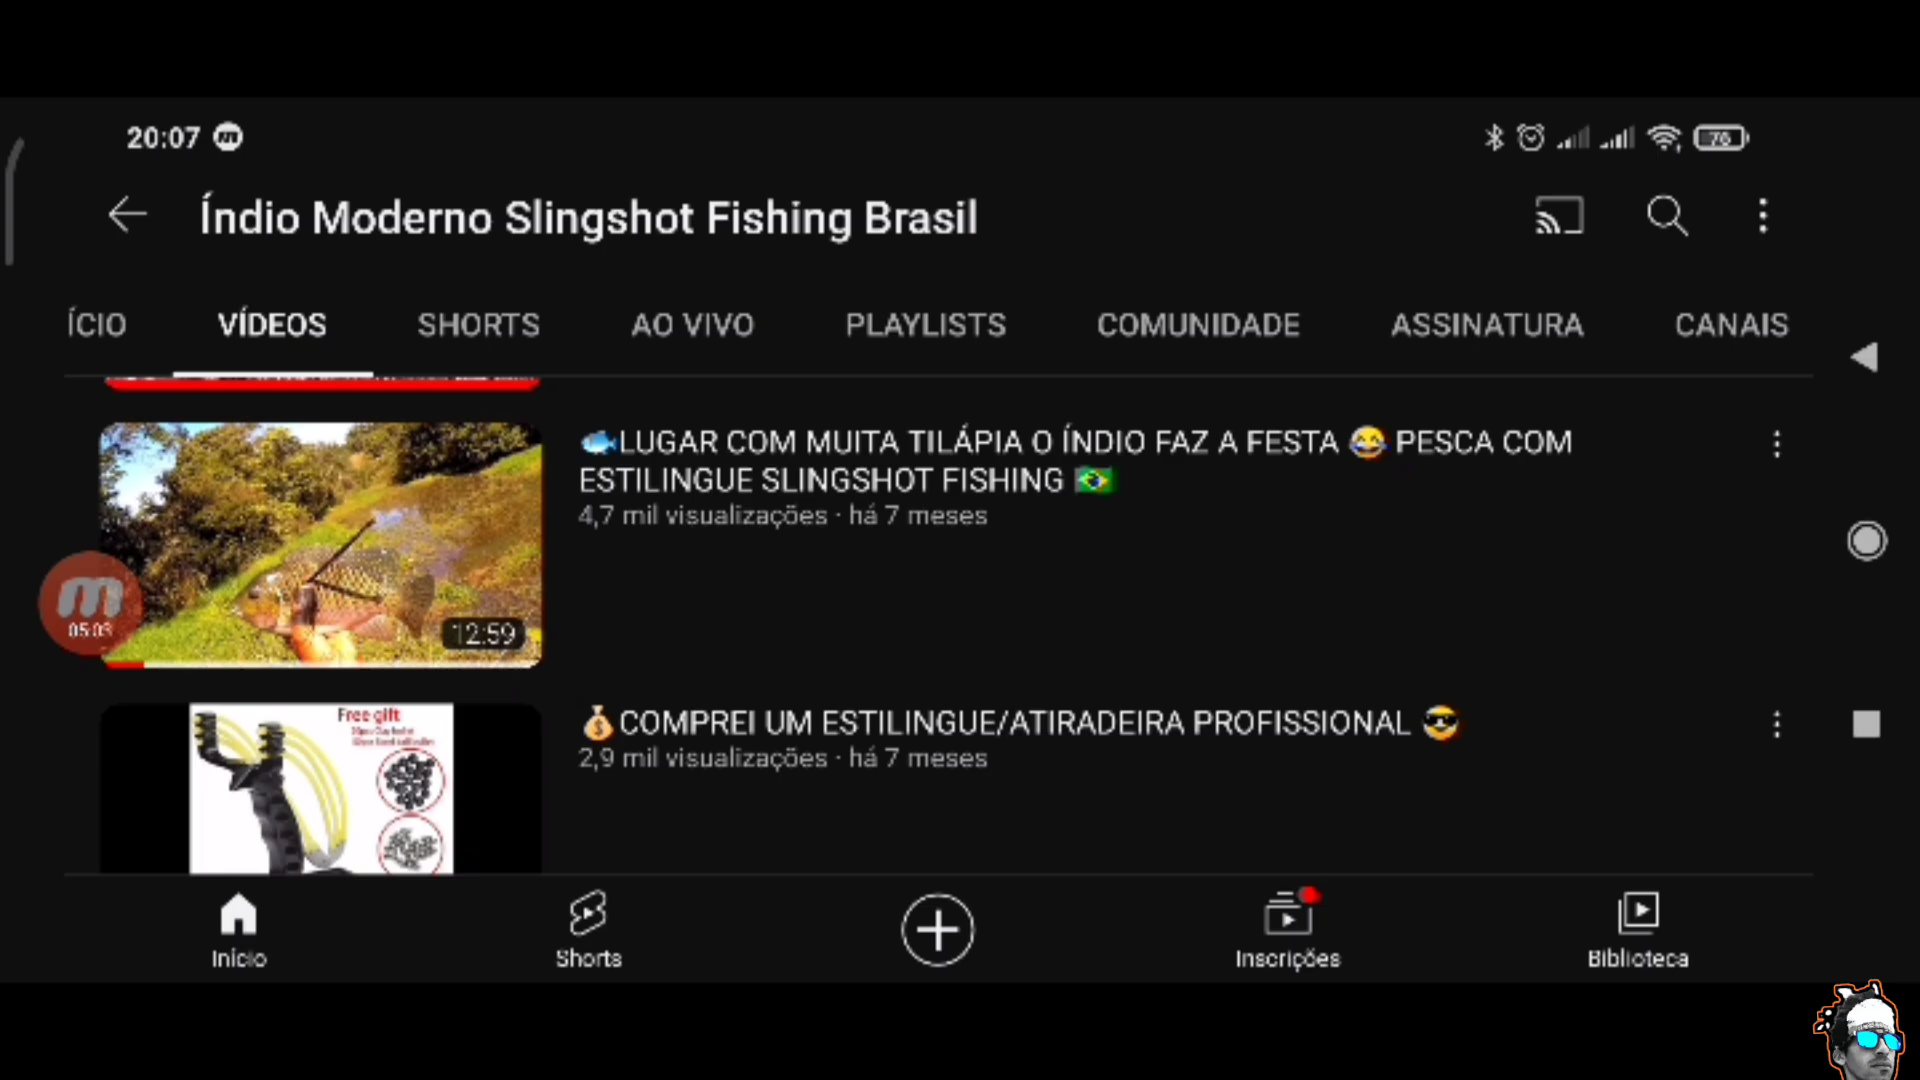 20:07
76
Índio Moderno Slingshot Fishing Brasil
ÍCIO VÍDEOS SHORTS AO VIVO PLAYLISTS COMUNIDADE ASSINATURA CANAIS
🐟LUGAR COM MUITA TILÁPIA O ÍNDIO FAZ A FESTA 😂 PESCA COM
ESTILINGUE SLINGSHOT FISHING 🇧🇷
4,7 mil visualizações · há 7 meses
05:03
12:59
Free gift
💰COMPREI UM ESTILINGUE/ATIRADEIRA PROFISSIONAL 😎
2,9 mil visualizações · há 7 meses
Início Shorts Inscrições Biblioteca